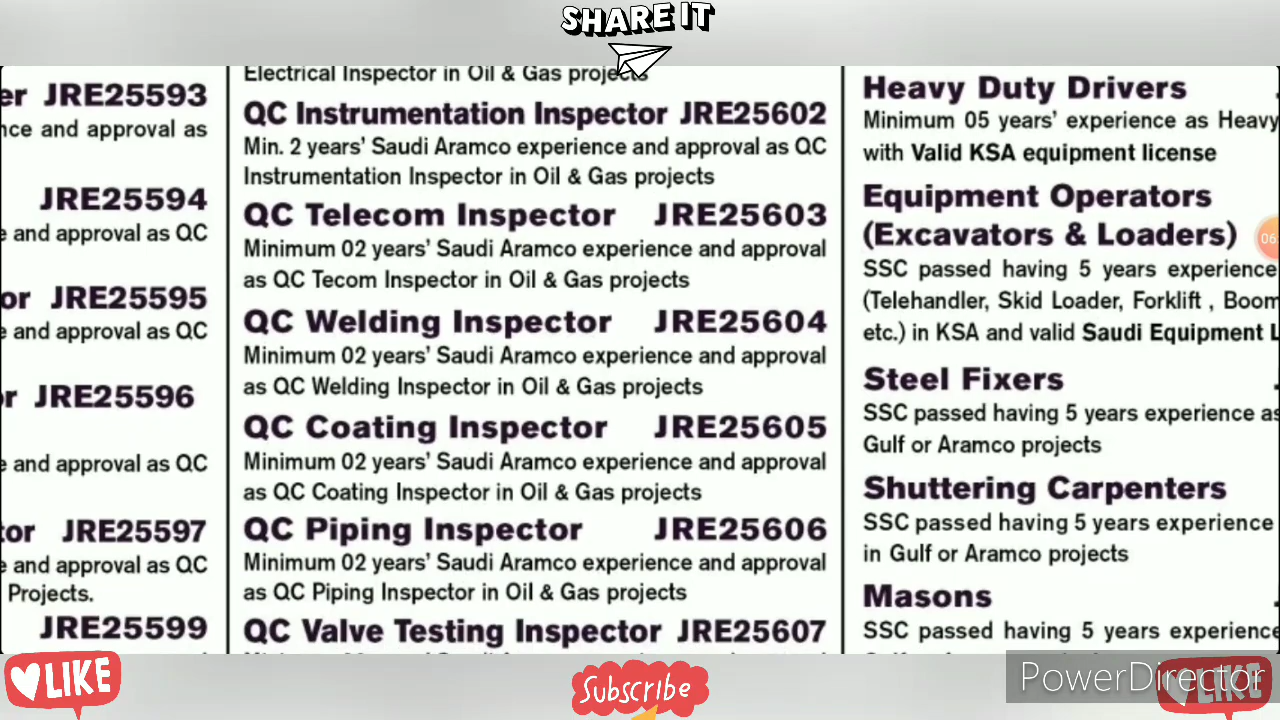 SHARE IT
er JRE25593
nce and approval as
JRE25594
e and approval as QC
or JRE25595
e and approval as QC
or JRE25596
e and approval as QC
tor JRE25597
e and approval as QC
Projects.
JRE25599
Electrical Inspector in Oil & Gas projects
QC Instrumentation Inspector JRE25602
Min. 2 years' Saudi Aramco experience and approval as QC
Instrumentation Inspector in Oil & Gas projects
QC Telecom Inspector JRE25603
Minimum 02 years' Saudi Aramco experience and approval
as QC Tecom Inspector in Oil & Gas projects
QC Welding Inspector JRE25604
Minimum 02 years' Saudi Aramco experience and approval
as QC Welding Inspector in Oil & Gas projects
QC Coating Inspector JRE25605
Minimum 02 years' Saudi Aramco experience and approval
as QC Coating Inspector in Oil & Gas projects
QC Piping Inspector JRE25606
Minimum 02 years' Saudi Aramco experience and approval
as QC Piping Inspector in Oil & Gas projects
QC Valve Testing Inspector JRE25607
Heavy Duty Drivers
Minimum 05 years' experience as Heavy
with Valid KSA equipment license
Equipment Operators
(Excavators & Loaders)
SSC passed having 5 years experience
(Telehandler, Skid Loader, Forklift , Boom
etc.) in KSA and valid Saudi Equipment L
Steel Fixers
SSC passed having 5 years experience as
Gulf or Aramco projects
Shuttering Carpenters
SSC passed having 5 years experience
in Gulf or Aramco projects
Masons
SSC passed having 5 years experience
06
LIKE
Subscribe
PowerDirector
LIKE